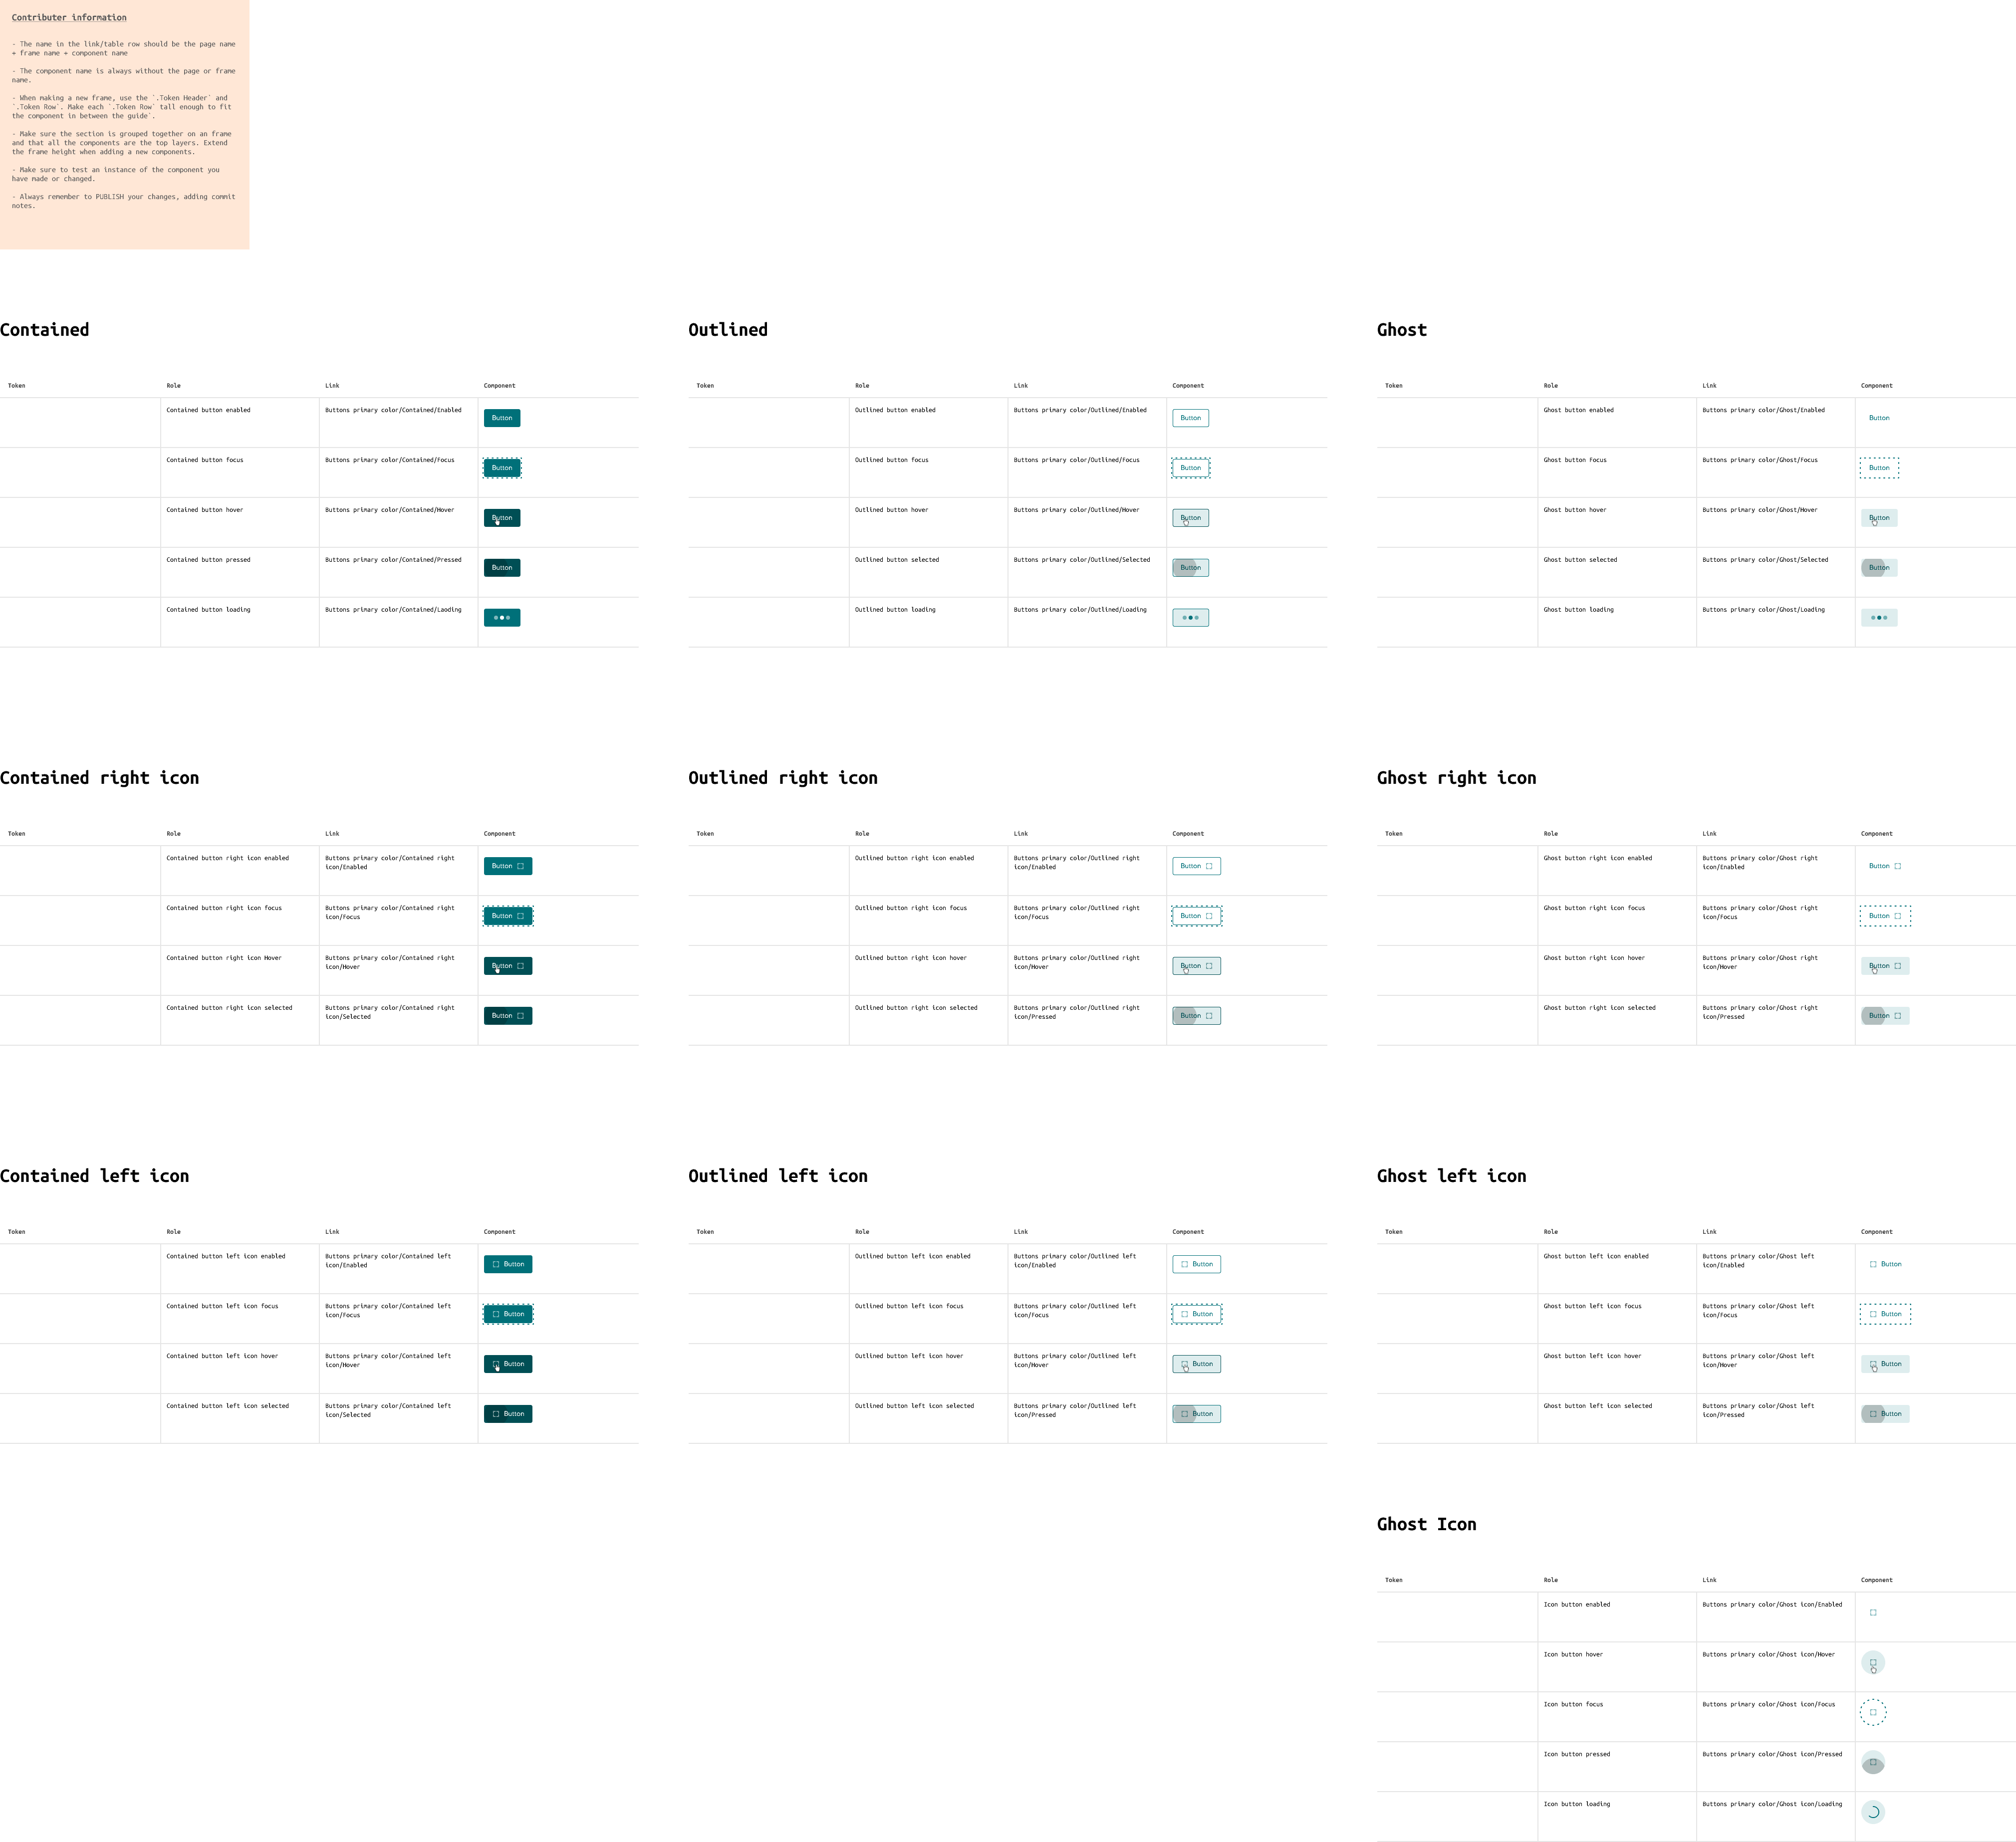 Contributer information
- The name in the link/table row should be the page name
+ frame name + component name
- The component name is always without the page or frame
name.
- When making a new frame, use the `.Token Header` and
`.Token Row`. Make each `.Token Row` tall enough to fit
the component in between the guide`.
- Make sure the section is grouped together on an frame
and that all the components are the top layers. Extend
the frame height when adding a new components.
- Make sure to test an instance of the component you
have made or changed.
- Always remember to PUBLISH your changes, adding commit
notes.
Contained
Token Role Link Component
Contained button enabled Buttons primary color/Contained/Enabled Button
Contained button focus Buttons primary color/Contained/Focus Button
Contained button hover Buttons primary color/Contained/Hover Button
Contained button pressed Buttons primary color/Contained/Pressed Button
Contained button loading Buttons primary color/Contained/Laoding
Outlined
Token Role Link Component
Outlined button enabled Buttons primary color/Outlined/Enabled Button
Outlined button focus Buttons primary color/Outlined/Focus Button
Outlined button hover Buttons primary color/Outlined/Hover Button
Outlined button selected Buttons primary color/Outlined/Selected Button
Outlined button loading Buttons primary color/Outlined/Loading
Ghost
Token Role Link Component
Ghost button enabled Buttons primary color/Ghost/Enabled Button
Ghost button Focus Buttons primary color/Ghost/Focus Button
Ghost button hover Buttons primary color/Ghost/Hover Button
Ghost button selected Buttons primary color/Ghost/Selected Button
Ghost button loading Buttons primary color/Ghost/Loading
Contained right icon
Token Role Link Component
Contained button right icon enabled Buttons primary color/Contained right Button
icon/Enabled
Contained button right icon focus Buttons primary color/Contained right Button
icon/Focus
Contained button right icon Hover Buttons primary color/Contained right Button
icon/Hover
Contained button right icon selected Buttons primary color/Contained right Button
icon/Selected
Outlined right icon
Token Role Link Component
Outlined button right icon enabled Buttons primary color/Outlined right Button
icon/Enabled
Outlined button right icon focus Buttons primary color/Outlined right Button
icon/Focus
Outlined button right icon hover Buttons primary color/Outlined right Button
icon/Hover
Outlined button right icon selected Buttons primary color/Outlined right Button
icon/Pressed
Ghost right icon
Token Role Link Component
Ghost button right icon enabled Buttons primary color/Ghost right Button
icon/Enabled
Ghost button right icon focus Buttons primary color/Ghost right Button
icon/Focus
Ghost button right icon hover Buttons primary color/Ghost right Button
icon/Hover
Ghost button right icon selected Buttons primary color/Ghost right Button
icon/Pressed
Contained left icon
Token Role Link Component
Contained button left icon enabled Buttons primary color/Contained left Button
icon/Enabled
Contained button left icon focus Buttons primary color/Contained left Button
icon/Focus
Contained button left icon hover Buttons primary color/Contained left Button
icon/Hover
Contained button left icon selected Buttons primary color/Contained left Button
icon/Selected
Outlined left icon
Token Role Link Component
Outlined button left icon enabled Buttons primary color/Outlined left Button
icon/Enabled
Outlined button left icon focus Buttons primary color/Outlined left Button
icon/Focus
Outlined button left icon hover Buttons primary color/Outlined left Button
icon/Hover
Outlined button left icon selected Buttons primary color/Outlined left Button
icon/Pressed
Ghost left icon
Token Role Link Component
Ghost button left icon enabled Buttons primary color/Ghost left Button
icon/Enabled
Ghost button left icon focus Buttons primary color/Ghost left Button
icon/Focus
Ghost button left icon hover Buttons primary color/Ghost left Button
icon/Hover
Ghost button left icon selected Buttons primary color/Ghost left Button
icon/Pressed
Ghost Icon
Token Role Link Component
Icon button enabled Buttons primary color/Ghost icon/Enabled
Icon button hover Buttons primary color/Ghost icon/Hover
Icon button focus Buttons primary color/Ghost icon/Focus
Icon button pressed Buttons primary color/Ghost icon/Pressed
Icon button loading Buttons primary color/Ghost icon/Loading